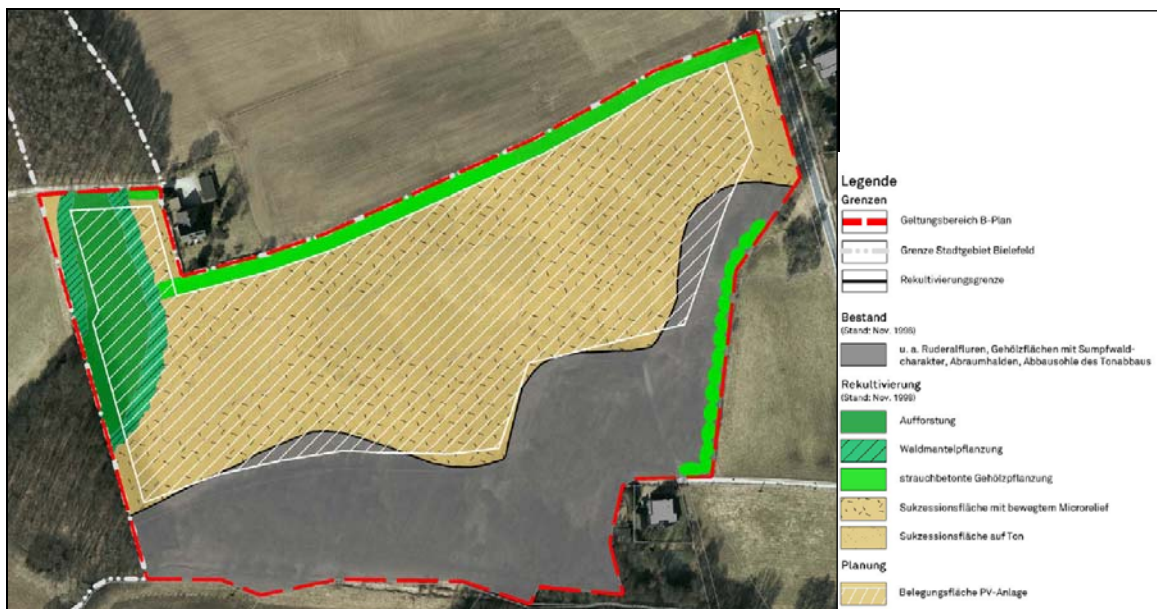 Legende
Grenzen
Geltungsbereich B-Plan
Grenze Stadtgebiet Bielefeld
Rekultivierungsgrenze
Bestand
(Stand: Nov. 1998)
u. a. Ruderalfluren, Gehölzflächen mit Sumpfwald-
charakter, Abraumhalden, Abbausohle des Tonabbaus
Rekultivierung
(Stand: Nov. 1998)
Aufforstung
Waldmantelpflanzung
strauchbetonte Gehölzpflanzung
Sukzessionsfläche mit bewegtem Microrelief
Sukzessionsfläche auf Ton
Planung
Belegungsfläche PV-Anlage